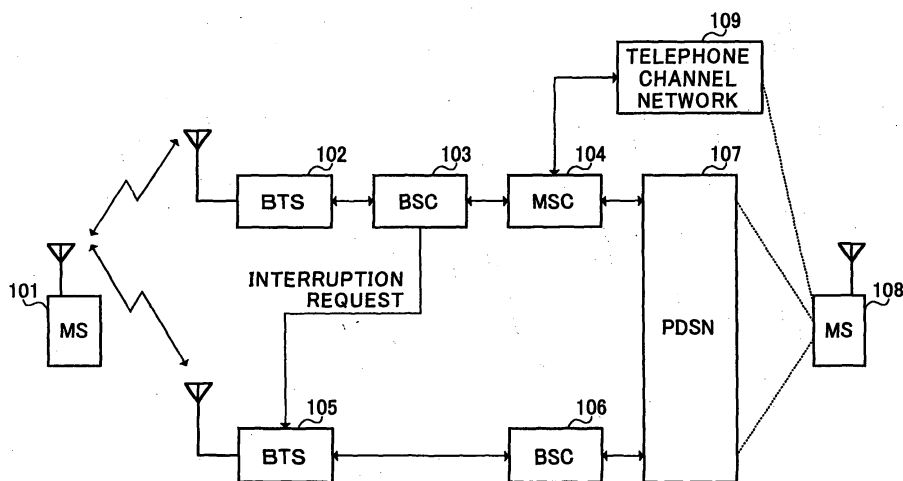 109
TELEPHONE
CHANNEL
NETWORK
102
BTS
103
BSC
104
MSC
107
PDSN
101
MS
INTERRUPTION
REQUEST
108
MS
105
BTS
106
BSC